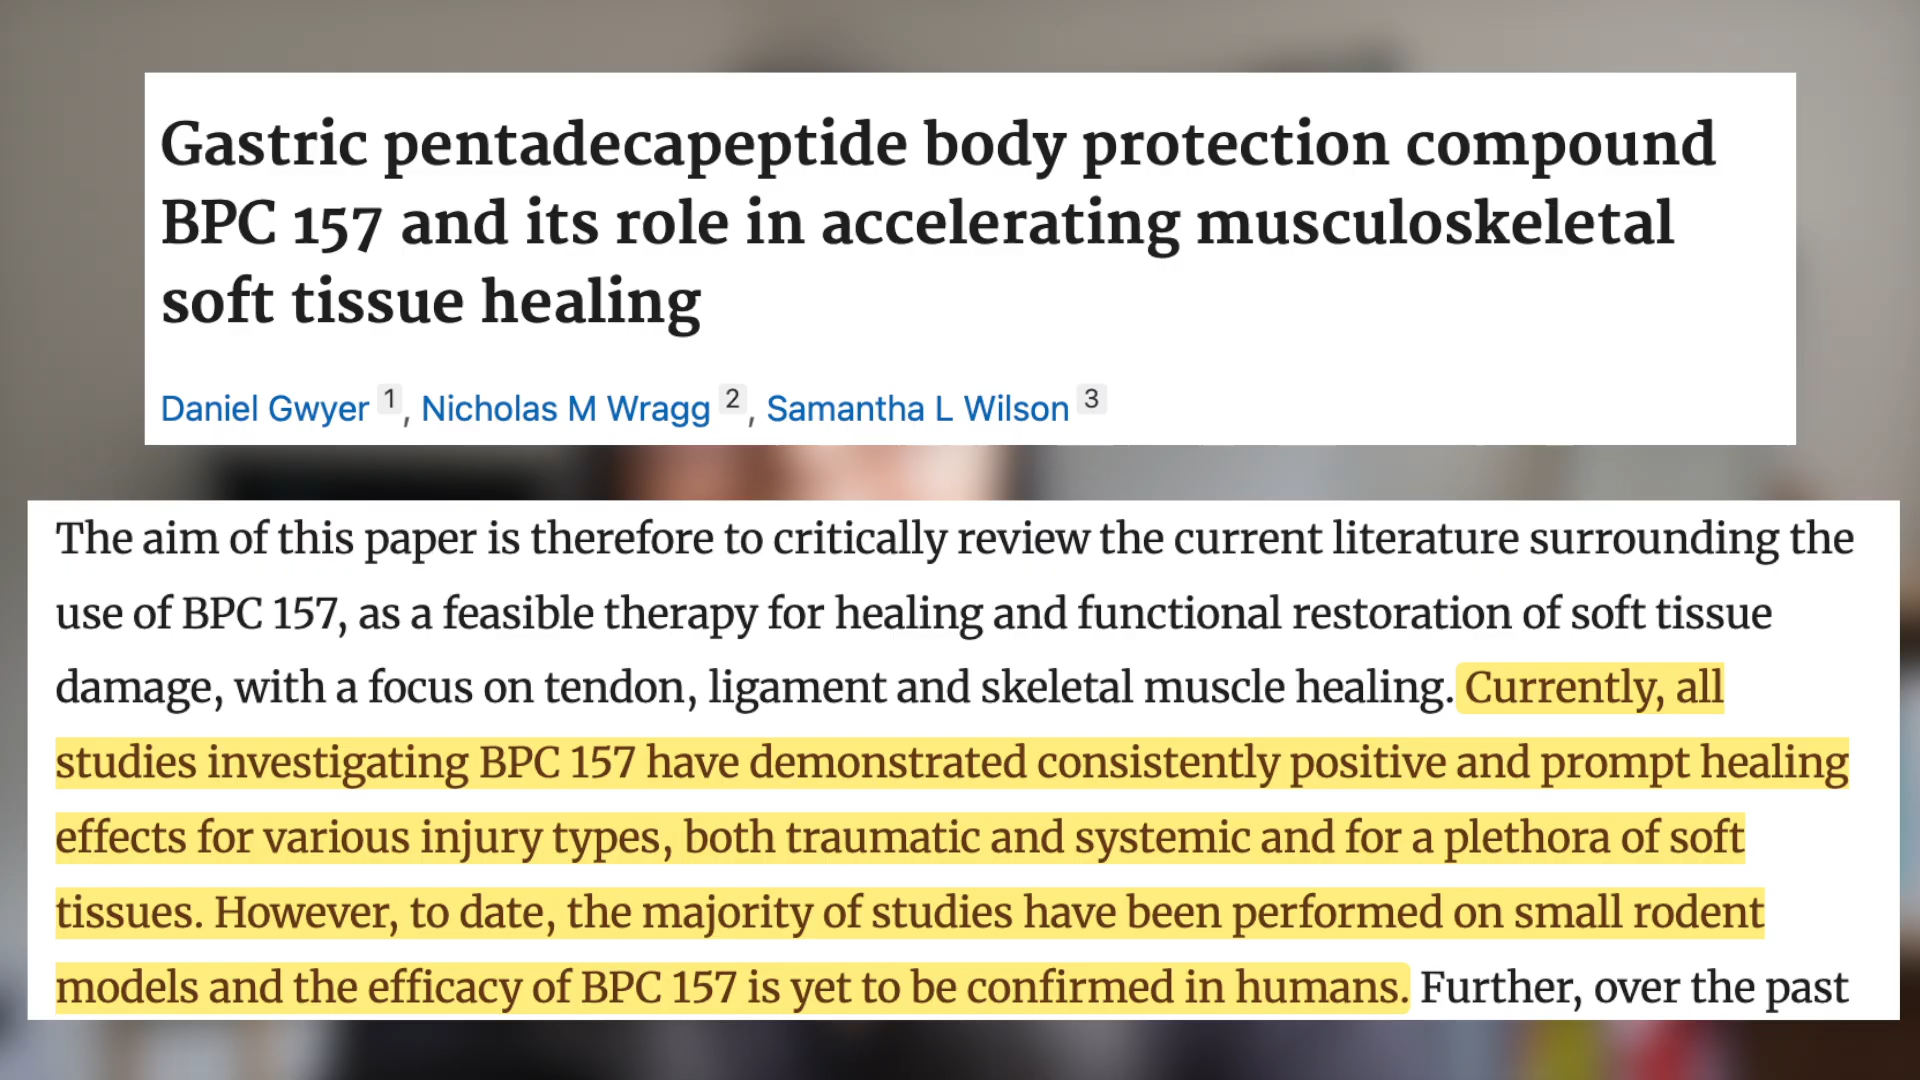 Gastric pentadecapeptide body protection compound
BPC 157 and its role in accelerating musculoskeletal
soft tissue healing
Daniel Gwyer 1, Nicholas M Wragg 2, Samantha L Wilson 3
The aim of this paper is therefore to critically review the current literature surrounding the
use of BPC 157, as a feasible therapy for healing and functional restoration of soft tissue
damage, with a focus on tendon, ligament and skeletal muscle healing. Currently, all
studies investigating BPC 157 have demonstrated consistently positive and prompt healing
effects for various injury types, both traumatic and systemic and for a plethora of soft
tissues. However, to date, the majority of studies have been performed on small rodent
models and the efficacy of BPC 157 is yet to be confirmed in humans. Further, over the past